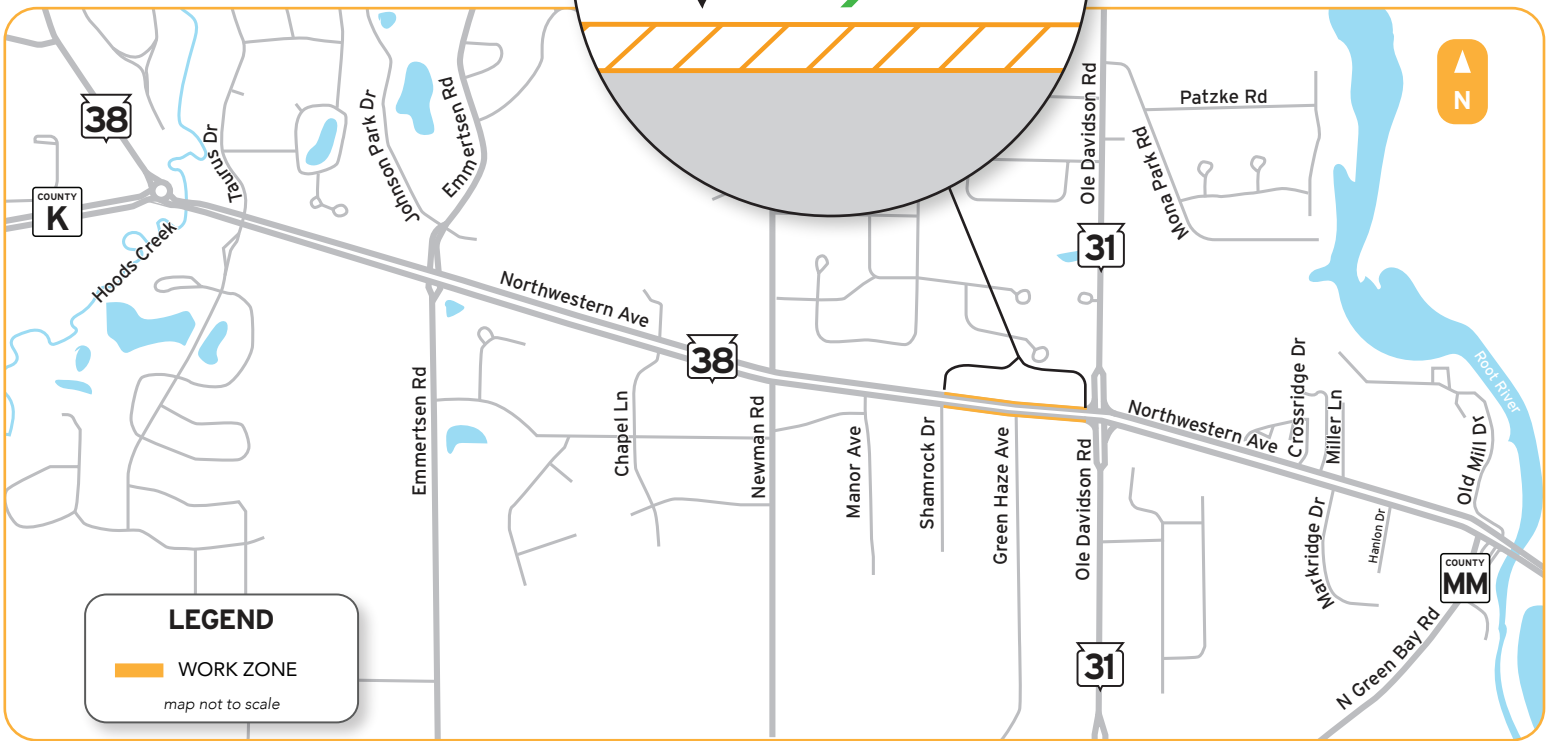 38
COUNTY
K
Hoods Creek
Taurus Dr
Johnson Park Dr
Emmertsen Rd
Northwestern Ave
38
Emmertsen Rd
Chapel Ln
Newman Rd
Manor Ave
Shamrock Dr
Green Haze Ave
Ole Davidson Rd
31
Ole Davidson Rd
31
Mona Park Rd
Patzke Rd
N
Northwestern Ave
Crossridge Dr
Miller Ln
Markridge Dr
Hanlon Dr
Old Mill Dr
Root River
COUNTY
MM
N Green Bay Rd
LEGEND
WORK ZONE
map not to scale